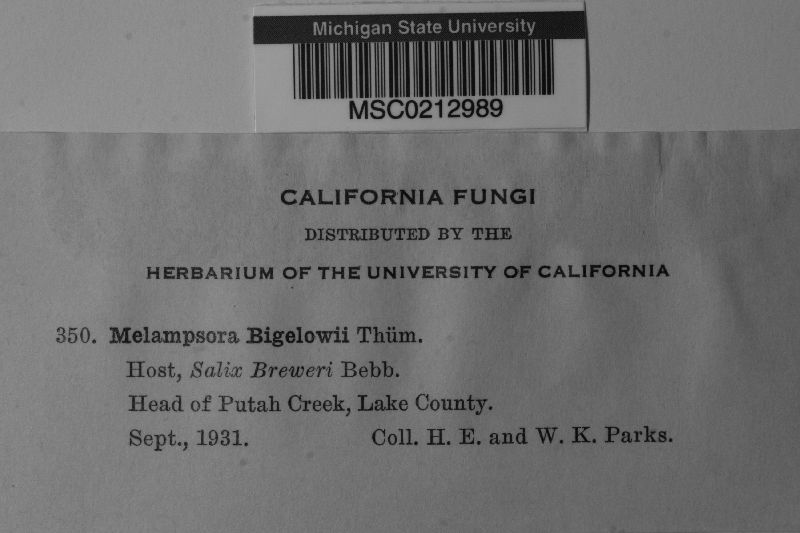 Michigan State University
MSC0212989
CALIFORNIA FUNGI
DISTRIBUTED BY THE
HERBARIUM OF THE UNIVERSITY OF CALIFORNIA
350. Melampsora Bigelowii Thüm.
Host, Salix Breweri Bebb.
Head of Putah Creek, Lake County.
Sept., 1931. Coll. H. E. and W. K. Parks.